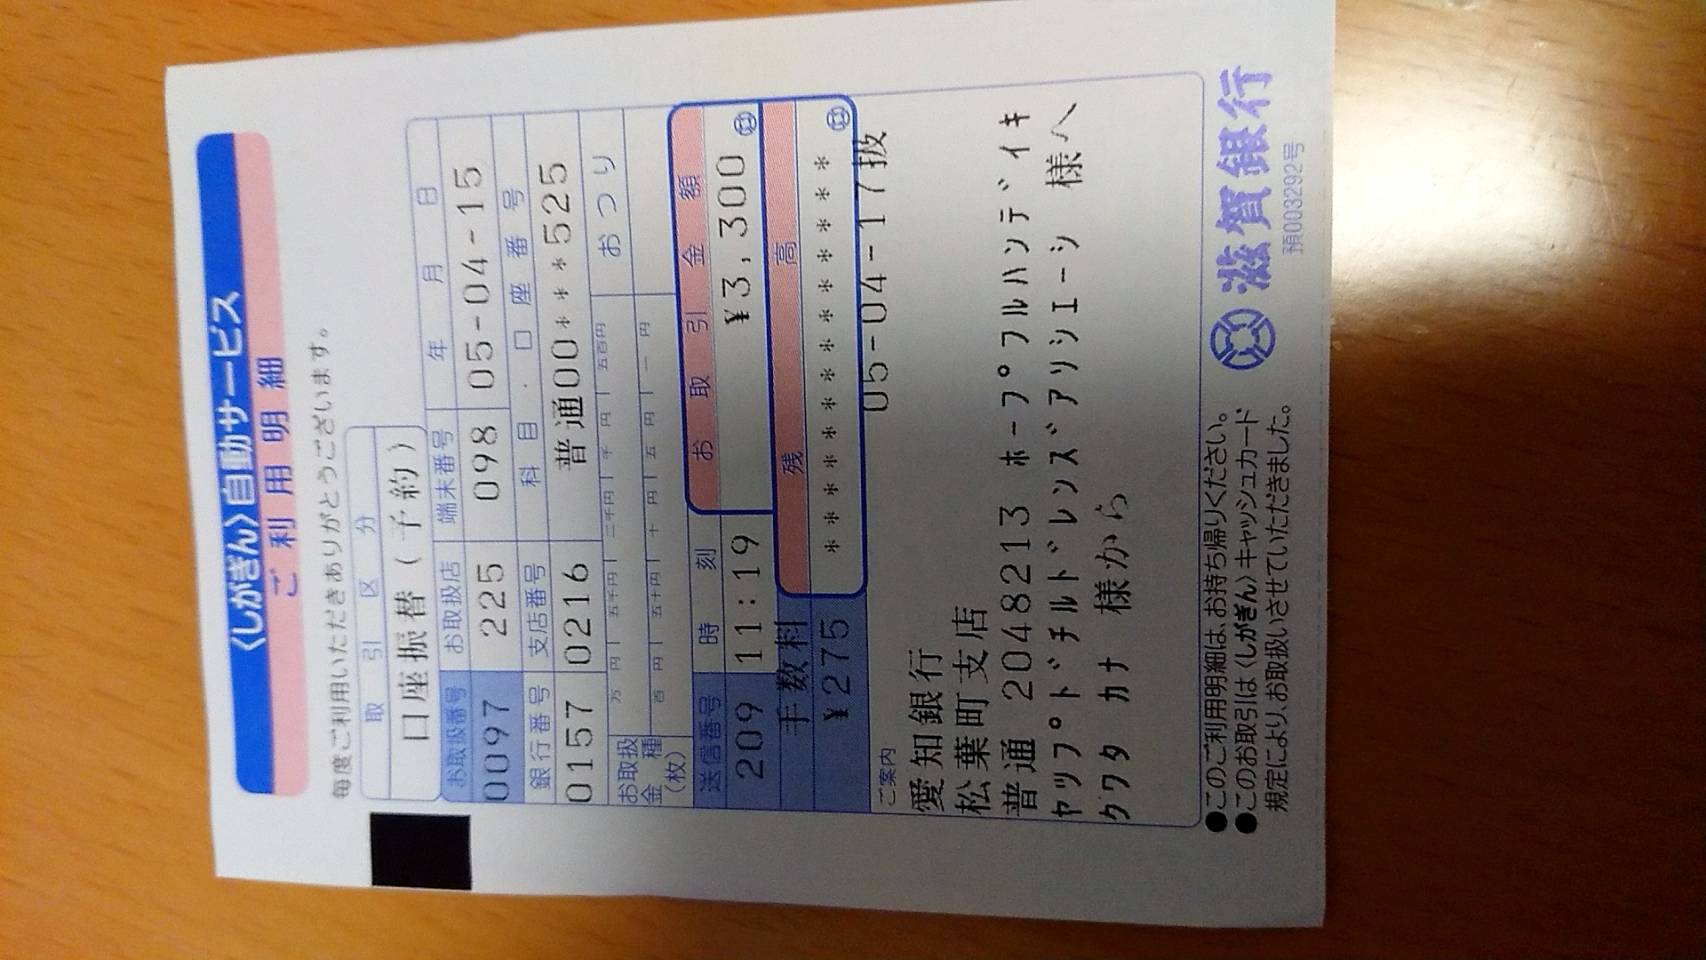 〈しがぎん〉自動サービス
ご利用明細
毎度ご利用いただきありがとうございます。
取引区分
口座振替(予約)
お取扱番号 お取扱店 端末番号 年月日
0097 225 098 05-04-15
銀行番号 支店番号 科目・口座番号
0157 0216 普通00****525
お取扱金種(枚) 万円 五千円 二千円 千円 五百円 おつり
百円 五十円 十円 五円 一円
送信番号 時刻 お取引金額
209 11:19 ¥3,300
手数料 残高
¥275 **************
ご案内 05-04-17扱
愛知銀行
松葉町支店
普通 2048213 ホープフルハンデイキ
ヤップドチルドレンズアソシエーシ 様へ
クワタ カナ 様から
●このご利用明細は、お持ち帰りください。
●このお取引は〈しがぎん〉キャッシュカード
規定により、お取扱いさせていただきました。
滋賀銀行
預003292号